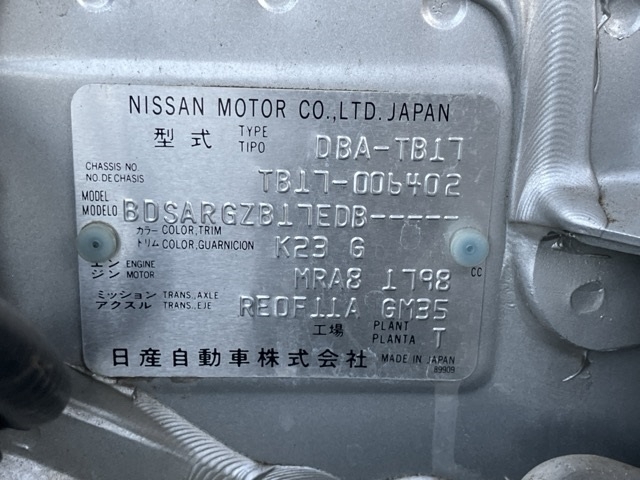 NISSAN MOTOR CO.,LTD.JAPAN
型式 TYPE TIPO DBA-TB17
CHASSIS NO NO.DE CHASIS TB17-006402
MODEL MODELO BDSARGZB17EDB-----
カラー COLOR,TRIM トリム COLOR,GUARNICION K23 G
エンジン ENGINE MOTOR MRA8 1798 CC
ミッション TRANS.,AXLE アクスル TRANS.,EJE RE0F11A GM35
工場 PLANT PLANTA T
日産自動車株式会社 MADE IN JAPAN
89909